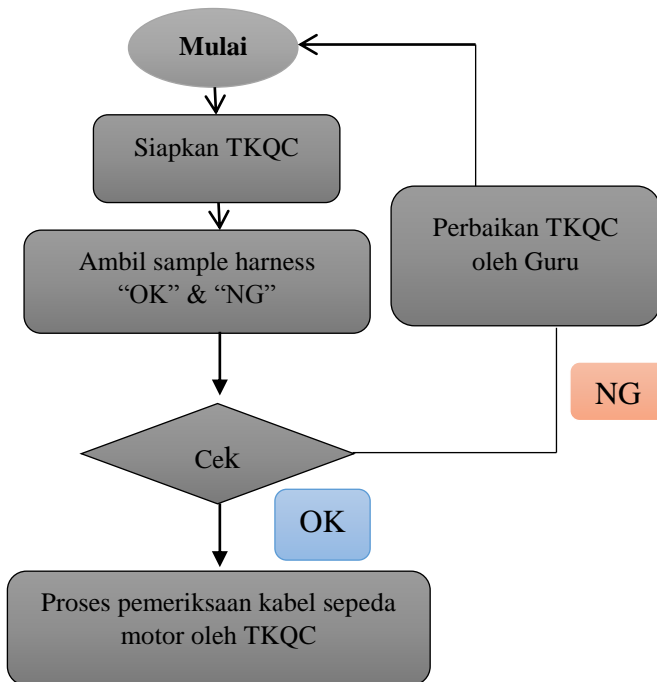 Mulai
Siapkan TKQC
Ambil sample harness
“OK” & “NG”
Cek
OK
Proses pemeriksaan kabel sepeda
motor oleh TKQC
Perbaikan TKQC
oleh Guru
NG